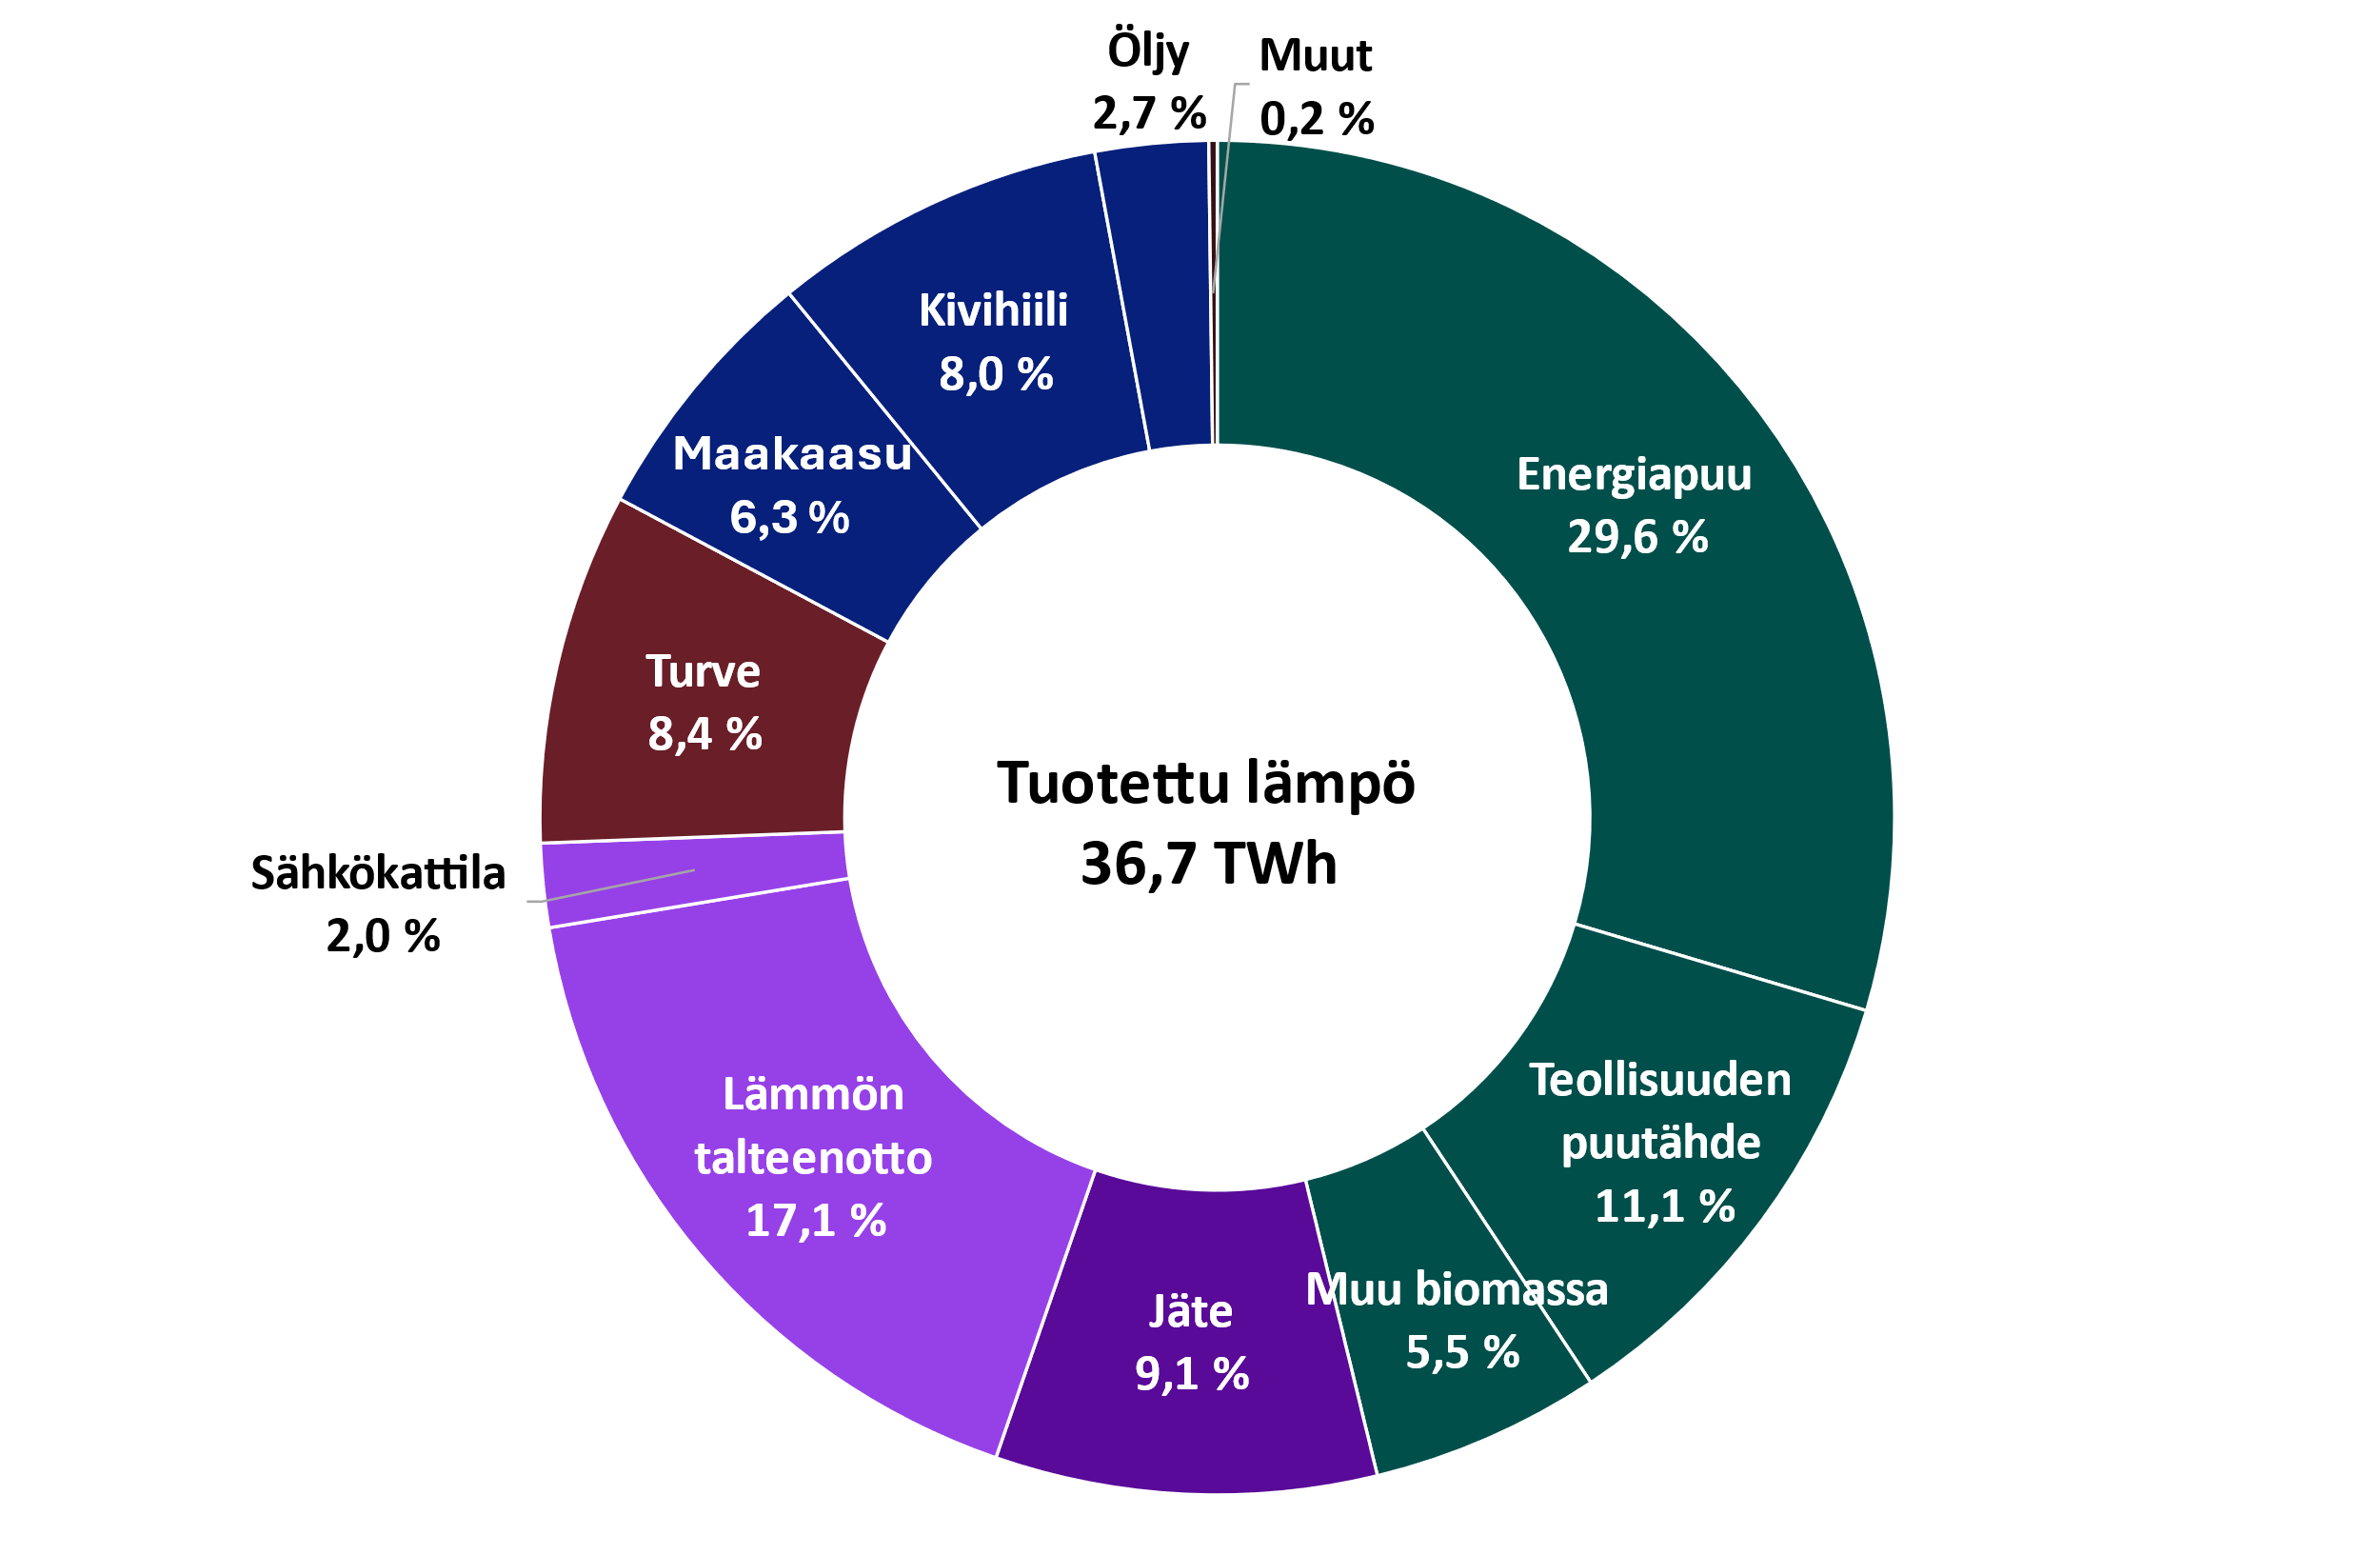 Öljy
2,7 %
Muut
0,2 %
Kivihiili
8,0 %
Maakaasu
6,3 %
Energiapuu
29,6 %
Turve
8,4 %
Tuotettu lämpö
36,7 TWh
Sähkökattila
2,0 %
Lämmön
talteenotto
17,1 %
Teollisuuden
puutähde
11,1 %
Muu biomassa
5,5 %
Jäte
9,1 %